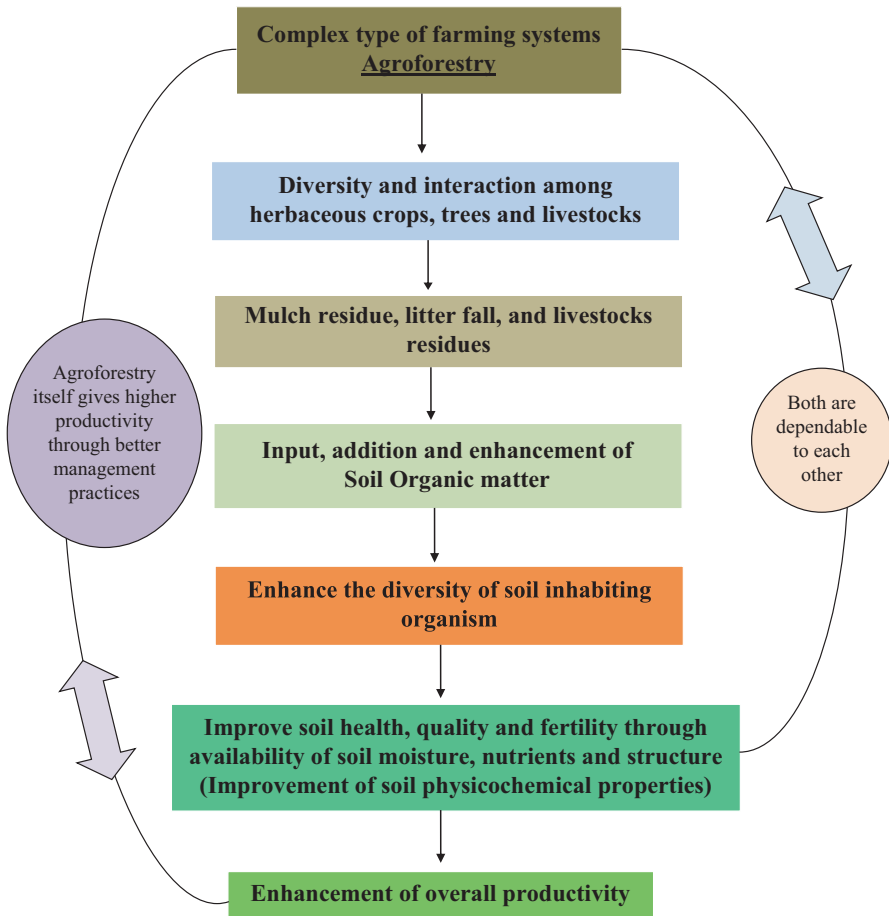 Complex type of farming systems
Agroforestry
Diversity and interaction among
herbaceous crops, trees and livestocks
Mulch residue, litter fall, and livestocks
residues
Agroforestry
itself gives higher
productivity
through better
management
practices
Both are
dependable
to each
other
Input, addition and enhancement of
Soil Organic matter
Enhance the diversity of soil inhabiting
organism
Improve soil health, quality and fertility through
availability of soil moisture, nutrients and structure
(Improvement of soil physicochemical properties)
Enhancement of overall productivity